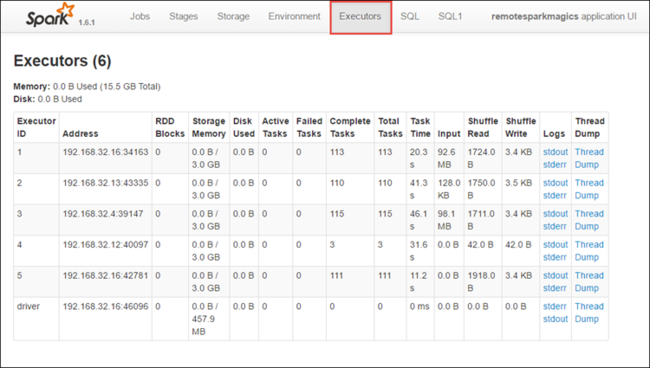 Spark 1.6.1 Jobs Stages Storage Environment Executors SQL SQL1 remotesparkmagics application UI
Executors (6)
Memory: 0.0 B Used (15.5 GB Total)
Disk: 0.0 B Used
Executor ID Address RDD Blocks Storage Memory Disk Used Active Tasks Failed Tasks Complete Tasks Total Tasks Task Time Input Shuffle Read Shuffle Write Logs Thread Dump
1 192.168.32.16:34163 0 0.0 B / 3.0 GB 0.0 B 0 0 113 113 20.3 s 92.6 MB 1724.0 B 3.4 KB stdout stderr Thread Dump
2 192.168.32.13:43335 0 0.0 B / 3.0 GB 0.0 B 0 0 110 110 41.3 s 128.0 KB 1750.0 B 3.5 KB stdout stderr Thread Dump
3 192.168.32.4:39147 0 0.0 B / 3.0 GB 0.0 B 0 0 115 115 46.1 s 98.1 MB 1711.0 B 3.4 KB stdout stderr Thread Dump
4 192.168.32.12:40097 0 0.0 B / 3.0 GB 0.0 B 0 0 3 3 31.6 s 0.0 B 42.0 B 42.0 B stdout stderr Thread Dump
5 192.168.32.16:42781 0 0.0 B / 3.0 GB 0.0 B 0 0 111 111 11.2 s 0.0 B 1918.0 B 3.4 KB stdout stderr Thread Dump
driver 192.168.32.16:46096 0 0.0 B / 457.9 MB 0.0 B 0 0 0 0 0 ms 0.0 B 0.0 B 0.0 B stderr stdout Thread Dump